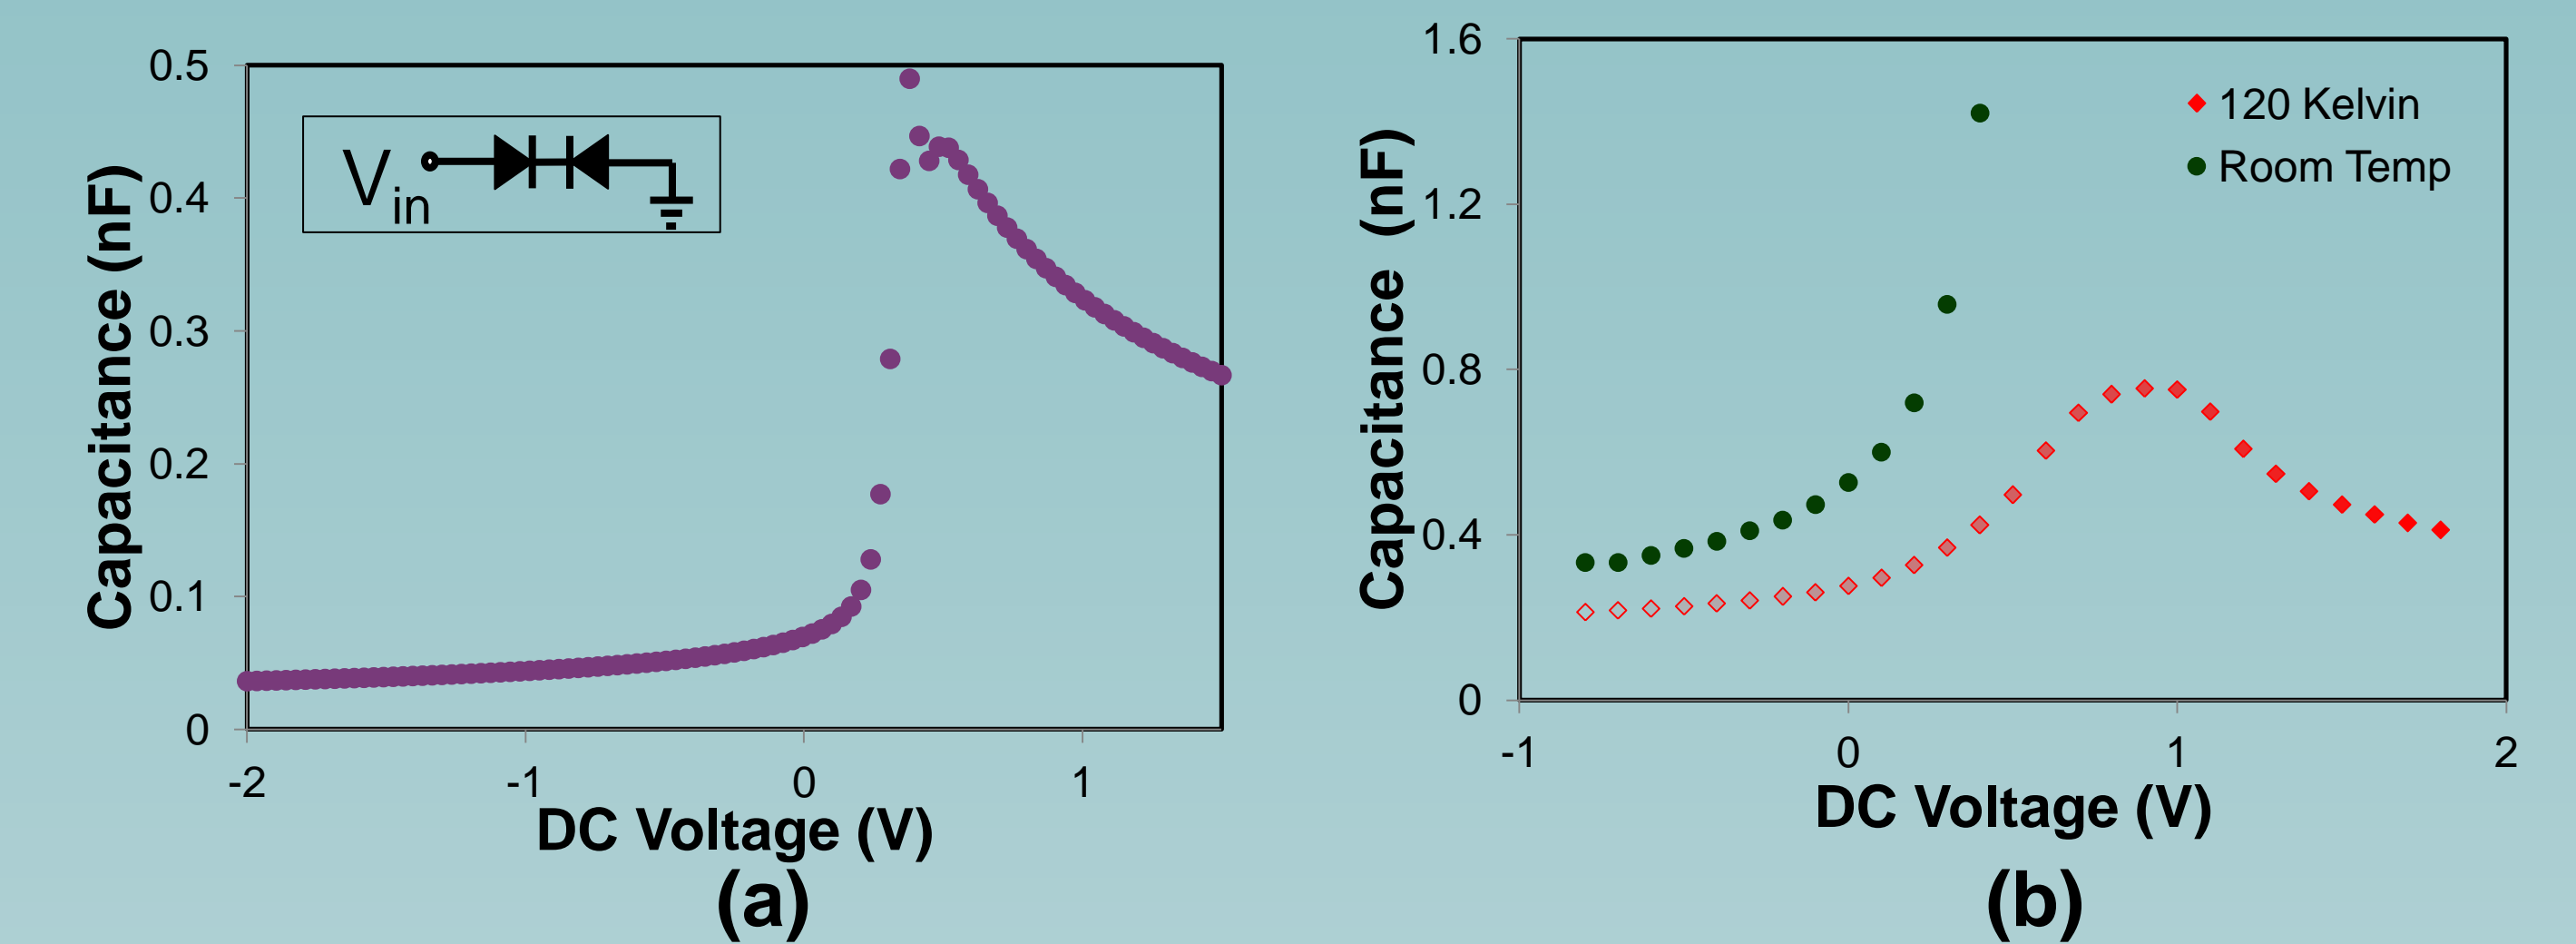 Capacitance (nF)
0.5
0.4
0.3
0.2
0.1
0
V_in
-2
-1
0
1
DC Voltage (V)
(a)
Capacitance (nF)
1.6
1.2
0.8
0.4
0
120 Kelvin
Room Temp
-1
0
1
2
DC Voltage (V)
(b)